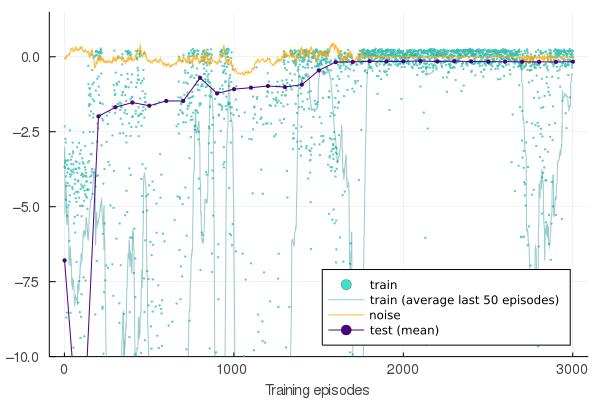 0.0
−2.5
−5.0
−7.5
−10.0
train
train (average last 50 episodes)
noise
test (mean)
0 1000 2000 3000
Training episodes